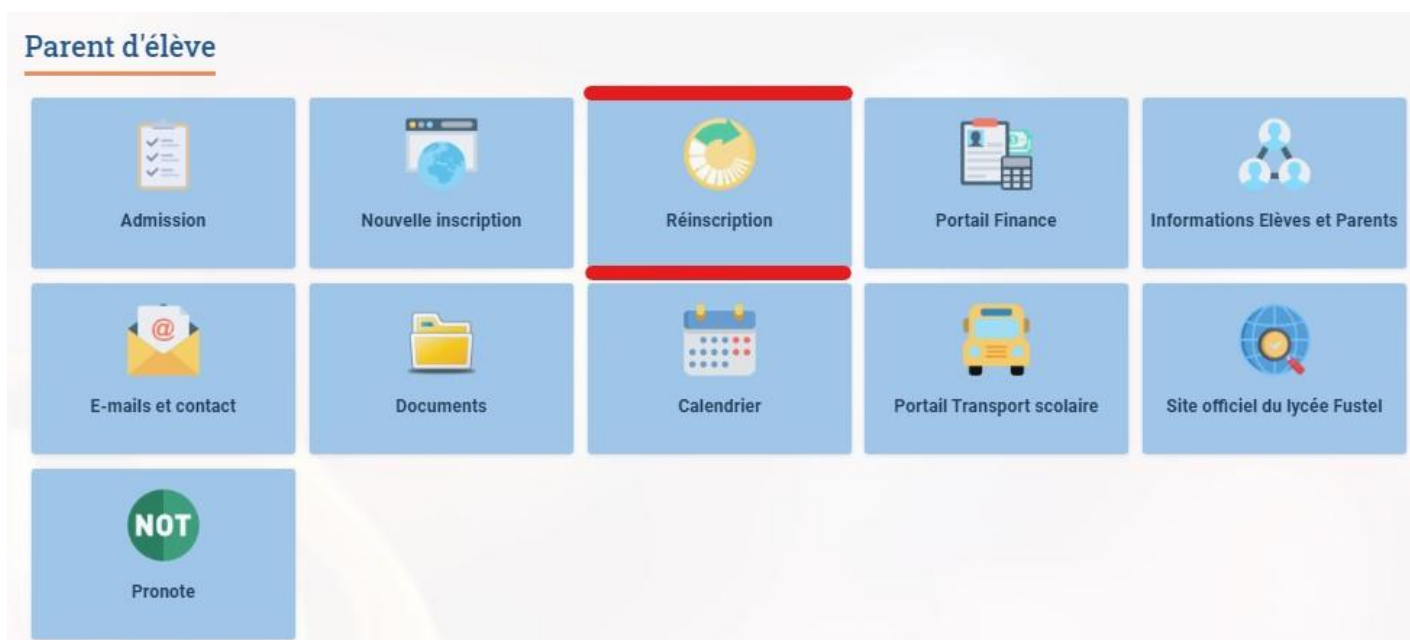 Parent d'élève
Admission
Nouvelle inscription
Réinscription
Portail Finance
Informations Elèves et Parents
@
E-mails et contact
Documents
Calendrier
Portail Transport scolaire
Site officiel du lycée Fustel
NOT
Pronote